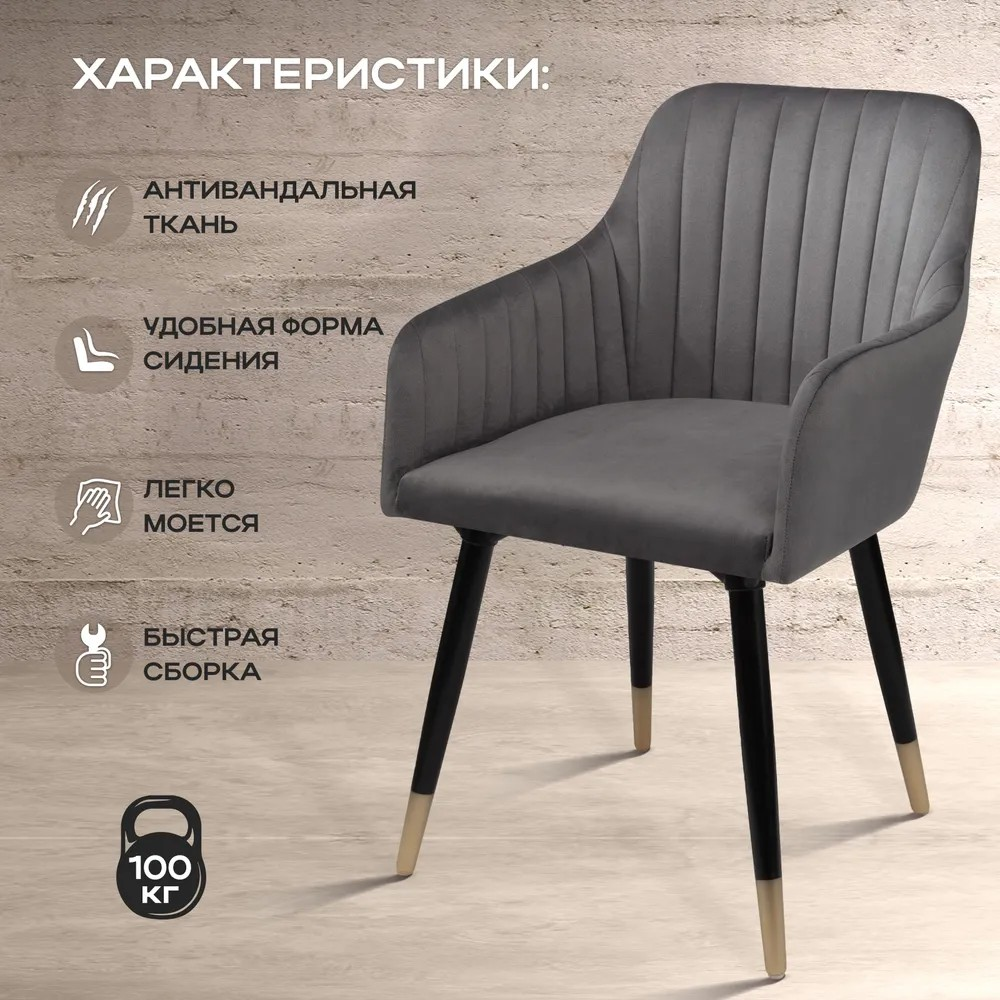 ХАРАКТЕРИСТИКИ:
АНТИВАНДАЛЬНАЯ
ТКАНЬ
УДОБНАЯ ФОРМА
СИДЕНИЯ
ЛЕГКО
МОЕТСЯ
БЫСТРАЯ
СБОРКА
100
КГ